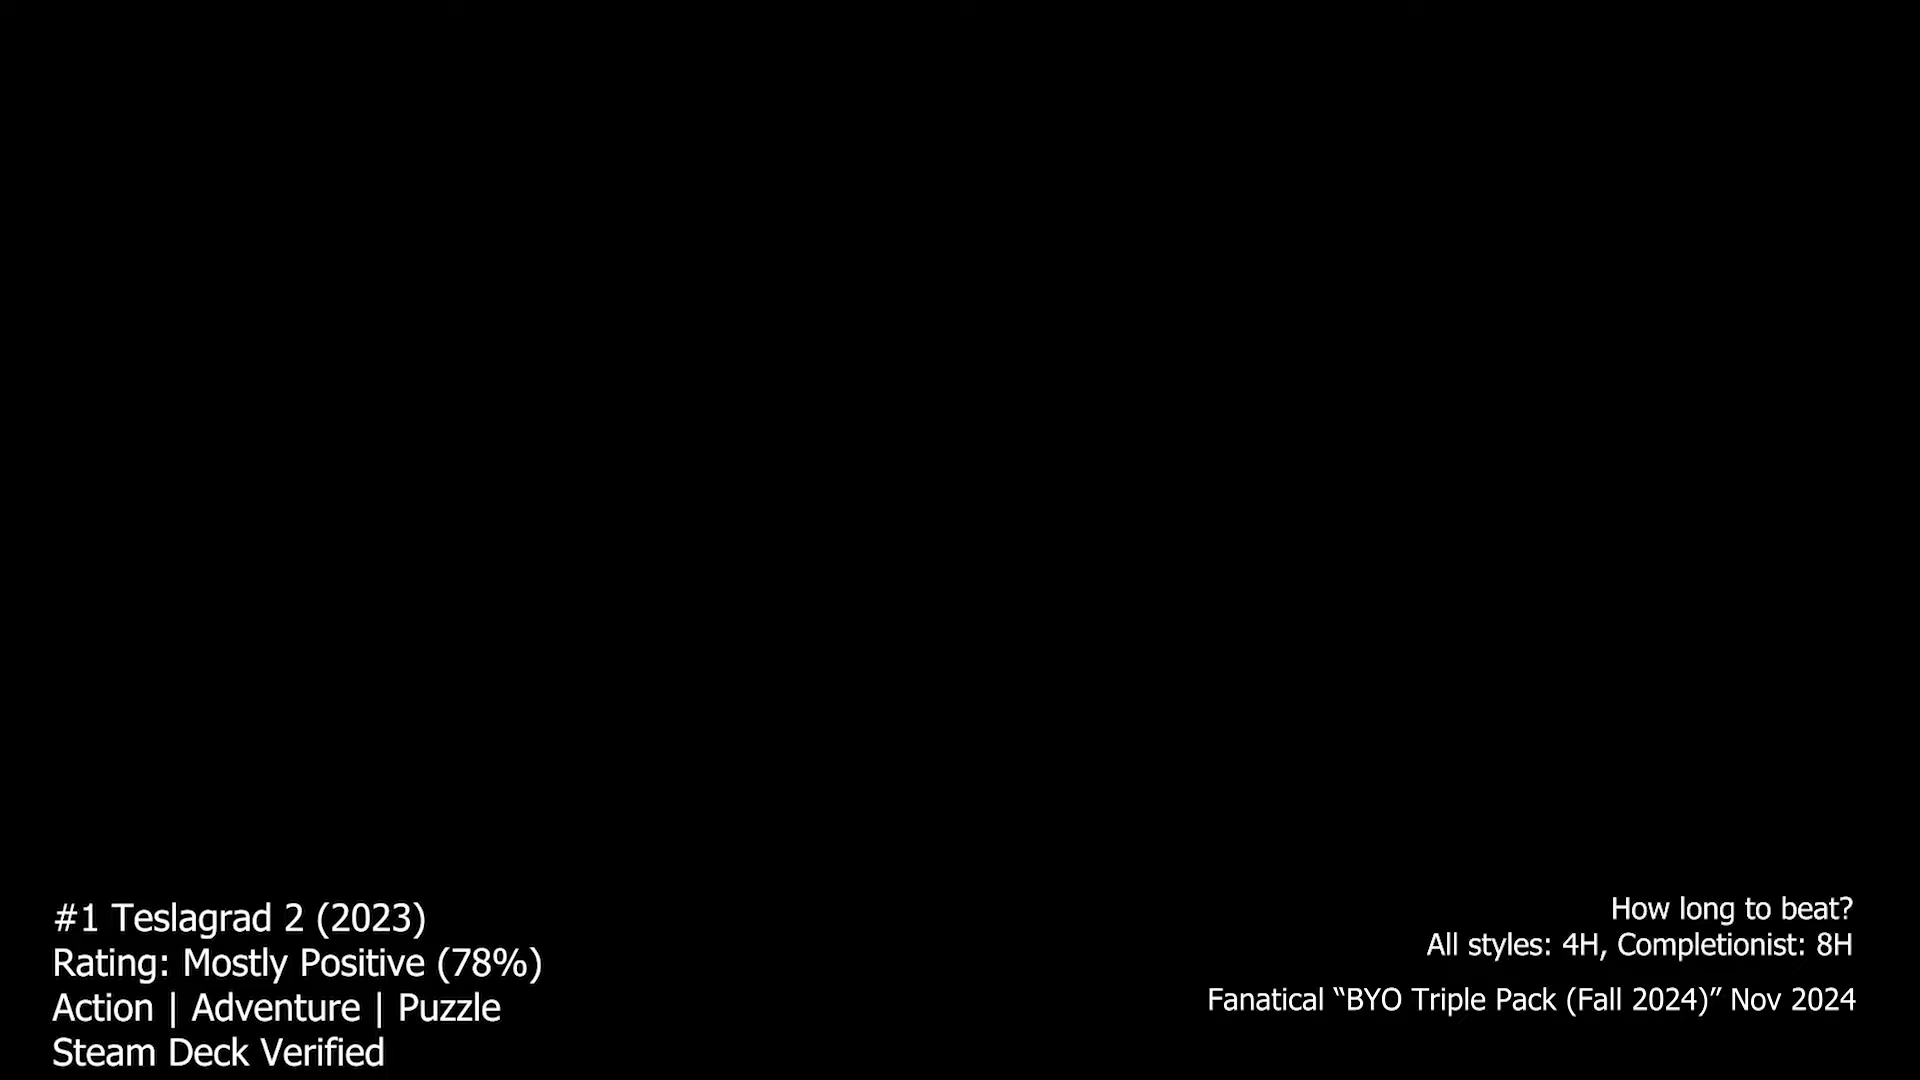 #1 Teslagrad 2 (2023)
Rating: Mostly Positive (78%)
Action | Adventure | Puzzle
Steam Deck Verified
How long to beat?
All styles: 4H, Completionist: 8H
Fanatical “BYO Triple Pack (Fall 2024)” Nov 2024